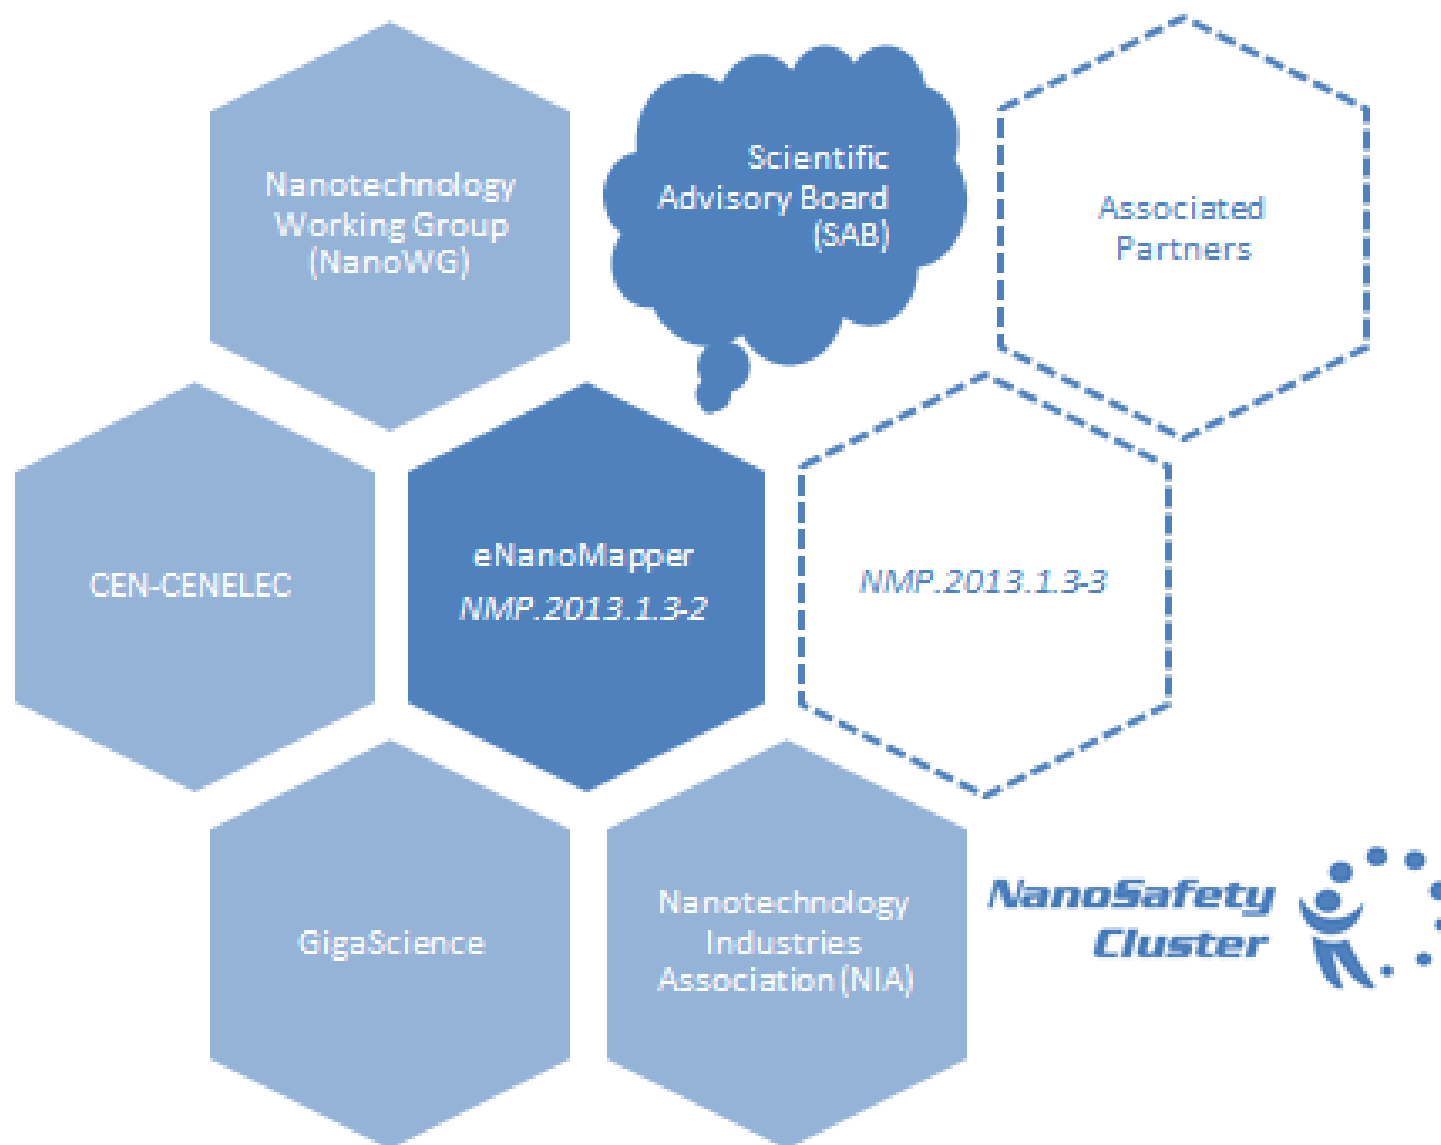 Nanotechnology
Working Group
(NanoWG)
Scientific
Advisory Board
(SAB)
Associated
Partners
CEN-CENELEC
eNanoMapper
NMP.2013.1.3-2
NMP.2013.1.3-3
GigaScience
Nanotechnology
Industries
Association (NIA)
NanoSafety
Cluster